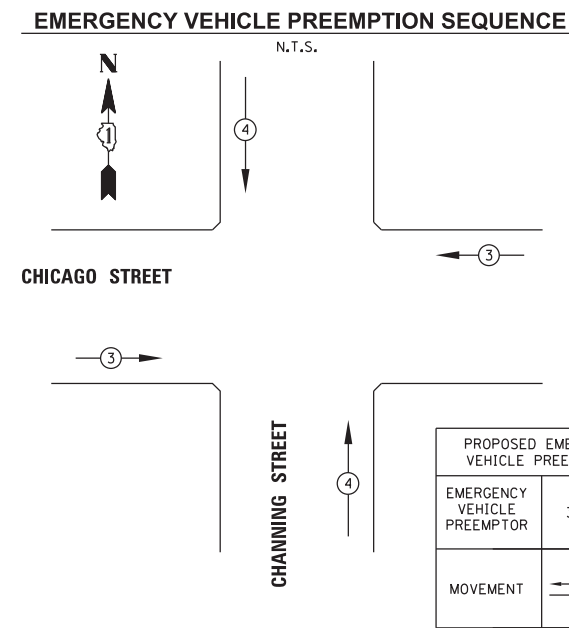 EMERGENCY VEHICLE PREEMPTION SEQUENCE
N.T.S.
N
1
4
3
CHICAGO STREET
3
CHANNING STREET
4
PROPOSED
VEHICLE
EMERGENCY
VEHICLE
PREEMPTOR
MOVEMENT